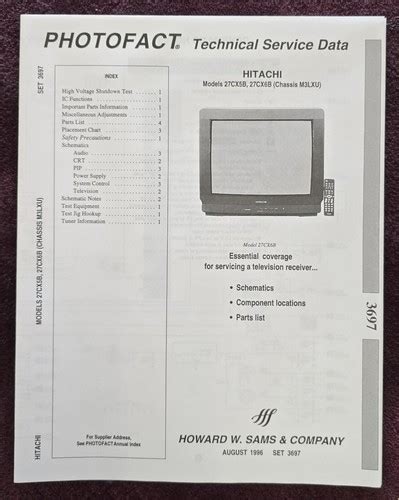 PHOTOFACT® Technical Service Data
SET 3697
MODELS 27CX5B, 27CX6B (CHASSIS M3LXU)
HITACHI
INDEX
High Voltage Shutdown Test 1
IC Functions 1
Important Parts Information 1
Miscellaneous Adjustments 1
Parts List 4
Placement Chart 3
Safety Precautions 1
Schematics
Audio 3
CRT 2
PIP 3
Power Supply 2
System Control 3
Television 2
Schematic Notes 2
Test Equipment 1
Test Jig Hookup 1
Tuner Information 1
For Supplier Address,
See PHOTOFACT Annual Index
HITACHI
Models 27CX5B, 27CX6B (Chassis M3LXU)
Model 27CX6B
Essential coverage
for servicing a television receiver...
• Schematics
• Component locations
• Parts list
3697
HOWARD W. SAMS & COMPANY
AUGUST 1996 SET 3697